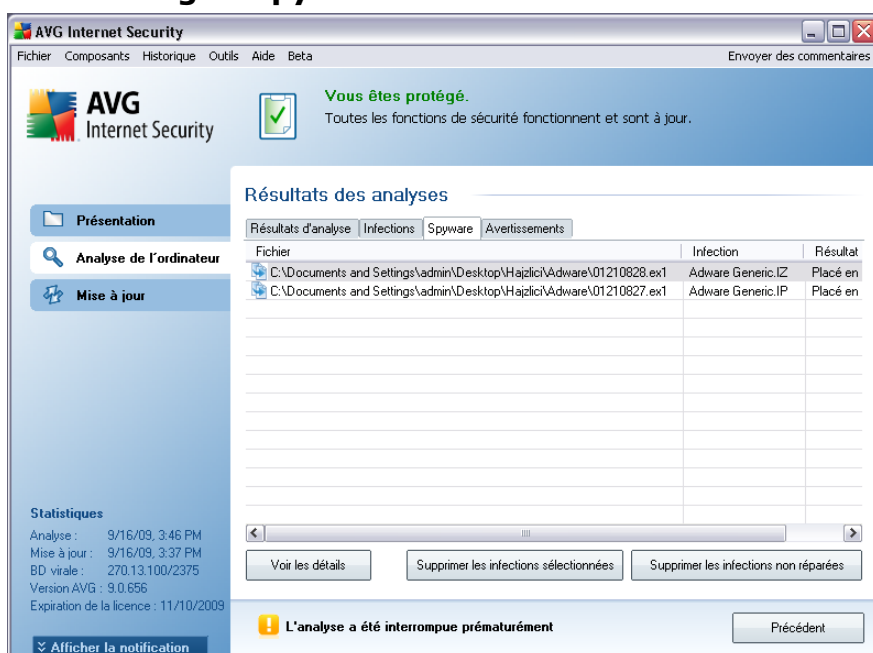 AVG Internet Security
Fichier Composants Historique Outils Aide Beta Envoyer des commentaires
AVG
Internet Security
Vous êtes protégé.
Toutes les fonctions de sécurité fonctionnent et sont à jour.
Résultats des analyses
Présentation
Analyse de l´ordinateur
Mise à jour
Résultats d'analyse Infections Spyware Avertissements
Fichier Infection Résultat
C:\Documents and Settings\admin\Desktop\Hajzlici\Adware\01210828.ex1 Adware Generic.IZ Placé en
C:\Documents and Settings\admin\Desktop\Hajzlici\Adware\01210827.ex1 Adware Generic.IP Placé en
Statistiques
Analyse : 9/16/09, 3:46 PM
Mise à jour : 9/16/09, 3:37 PM
BD virale : 270.13.100/2375
Version AVG : 9.0.656
Expiration de la licence : 11/10/2009
Afficher la notification
Voir les détails Supprimer les infections sélectionnées Supprimer les infections non réparées
L'analyse a été interrompue prématurément
Précédent